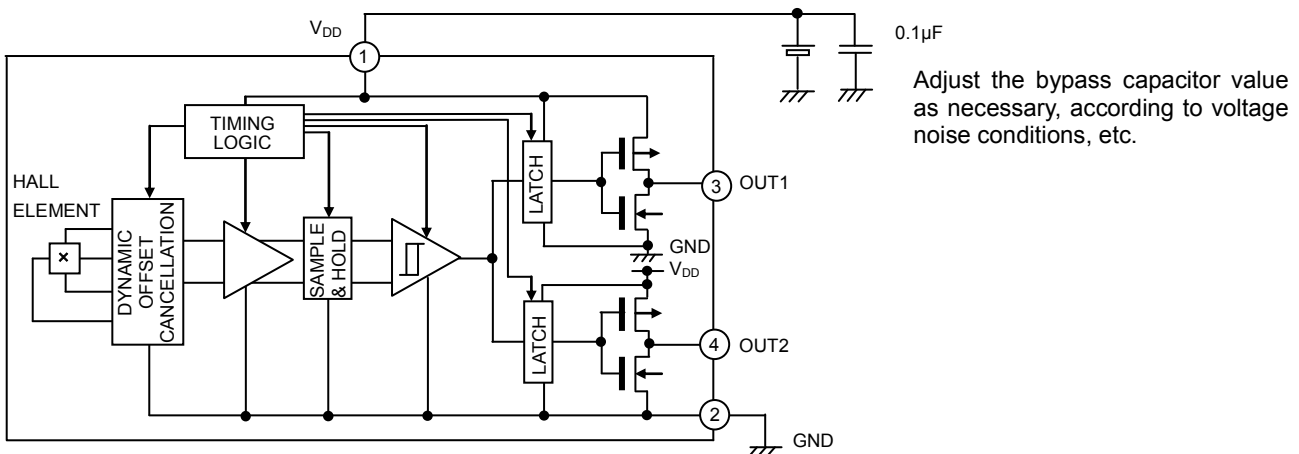 VDD
1
0.1µF
Adjust the bypass capacitor value
as necessary, according to voltage
noise conditions, etc.
TIMING
LOGIC
HALL
ELEMENT
×
DYNAMIC
OFFSET
CANCELLATION
SAMPLE
& HOLD
LATCH
3
OUT1
GND
VDD
LATCH
4
OUT2
2
GND